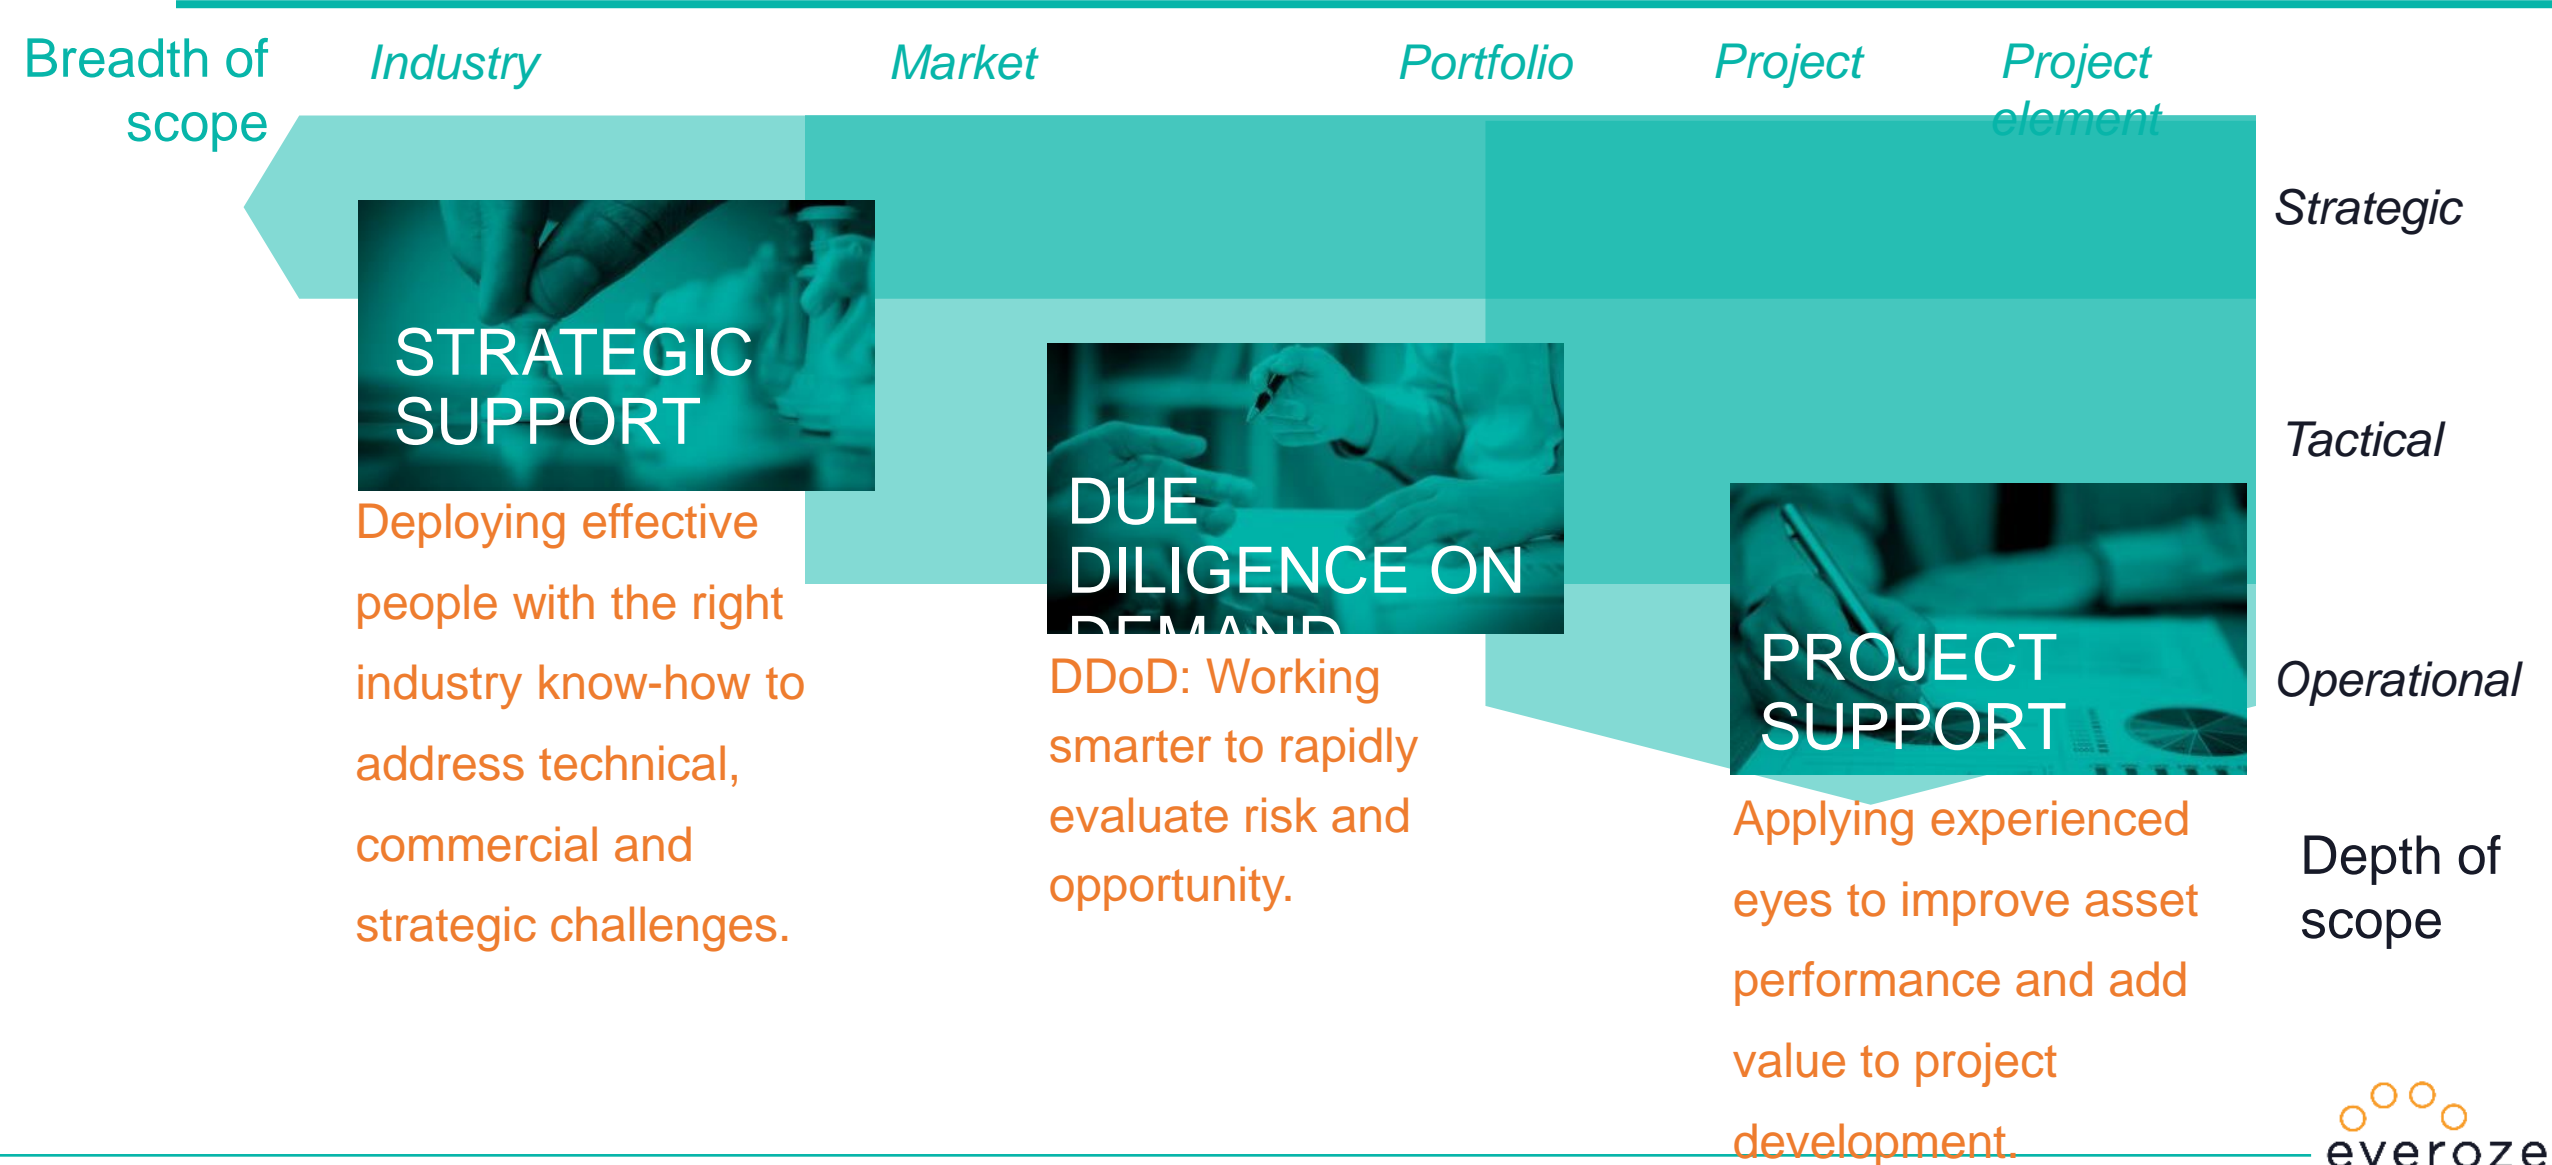 Breadth of
scope
Industry
Market
Portfolio
Project
Project
element
Strategic
STRATEGIC
SUPPORT
Deploying effective
people with the right
industry know-how to
address technical,
commercial and
strategic challenges.
Tactical
DUE
DILIGENCE ON
DEMAND
DDoD: Working
smarter to rapidly
evaluate risk and
opportunity.
Operational
PROJECT
SUPPORT
Applying experienced
eyes to improve asset
performance and add
value to project
development.
Depth of
scope
everoze